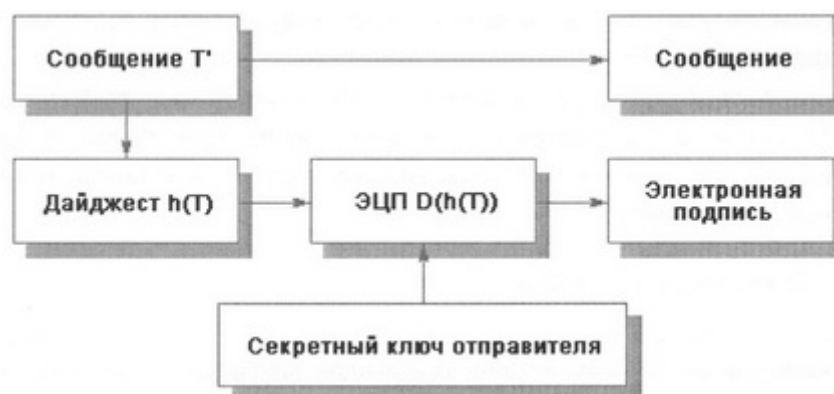 Сообщение T'
Сообщение
Дайджест h(T)
ЭЦП D(h(T))
Электронная
подпись
Секретный ключ отправителя